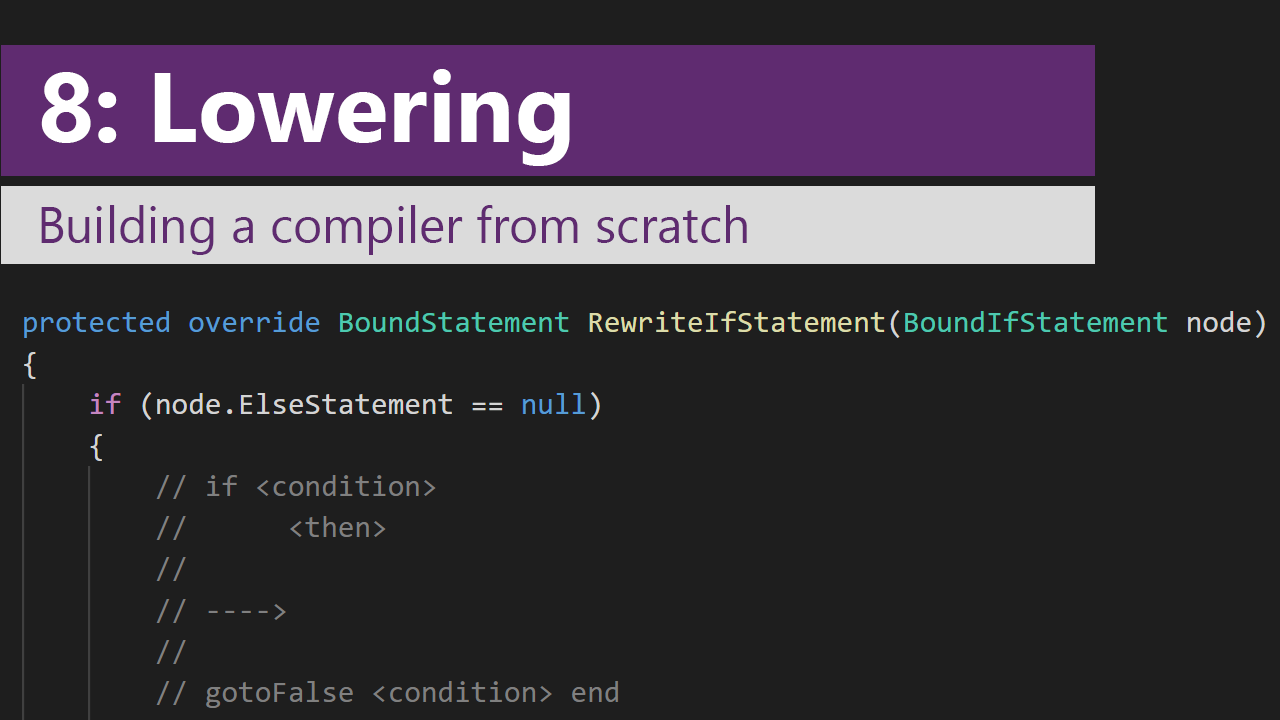 8: Lowering
Building a compiler from scratch
protected override BoundStatement RewriteIfStatement(BoundIfStatement node)
{
    if (node.ElseStatement == null)
    {
        // if <condition>
        //      <then>
        //
        // ---->
        //
        // gotoFalse <condition> end